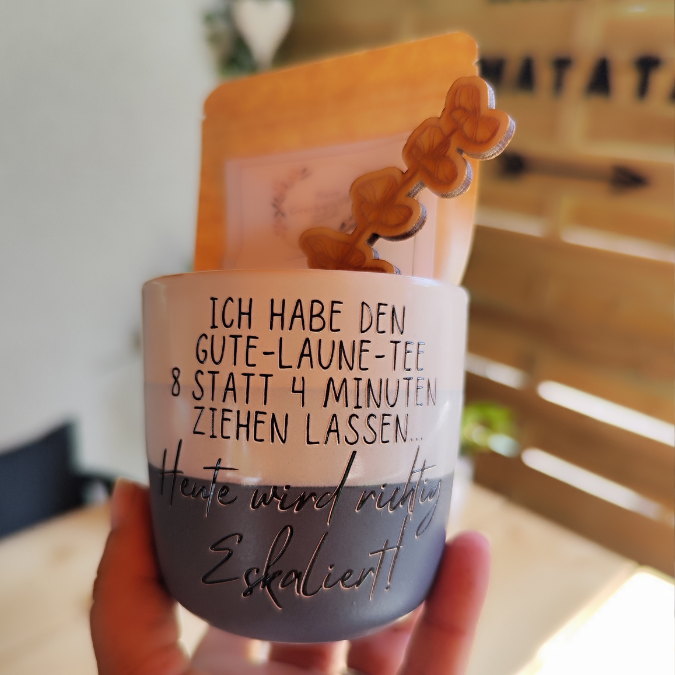 ICH HABE DEN
GUTE-LAUNE-TEE
8 STATT 4 MINUTEN
ZIEHEN LASSEN...
Heute wird richtig
Eskaliert!